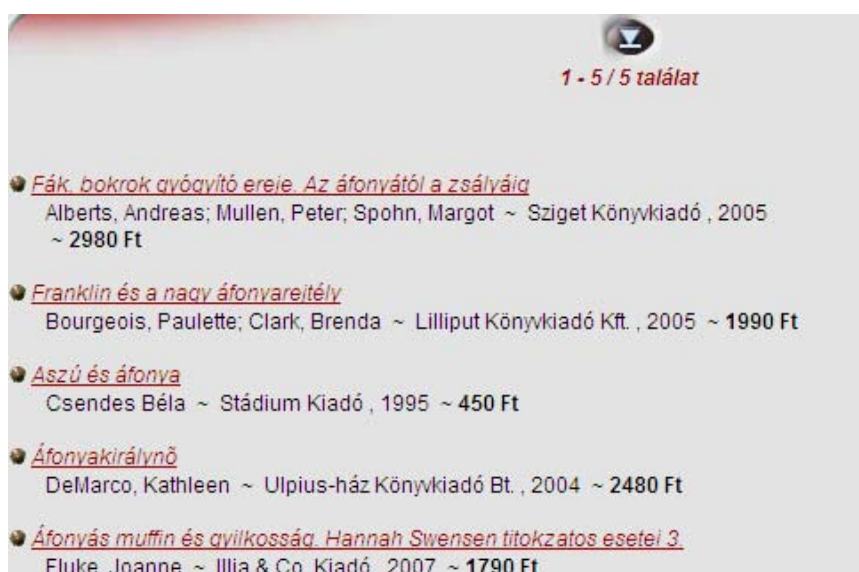 1 - 5 / 5 találat
Fák, bokrok gyógyító ereje. Az áfonyától a zsályáig
Alberts, Andreas; Mullen, Peter; Spohn, Margot ~ Sziget Könyvkiadó , 2005
~ 2980 Ft
Franklin és a nagy áfonyarejtély
Bourgeois, Paulette; Clark, Brenda ~ Lilliput Könyvkiadó Kft. , 2005 ~ 1990 Ft
Aszú és áfonya
Csendes Béla ~ Stádium Kiadó , 1995 ~ 450 Ft
Áfonyakirálynõ
DeMarco, Kathleen ~ Ulpius-ház Könyvkiadó Bt. , 2004 ~ 2480 Ft
Áfonyás muffin és gyilkosság. Hannah Swensen titokzatos esetei 3.
Fluke, Joanne ~ Illia & Co. Kiadó , 2007 ~ 1790 Ft